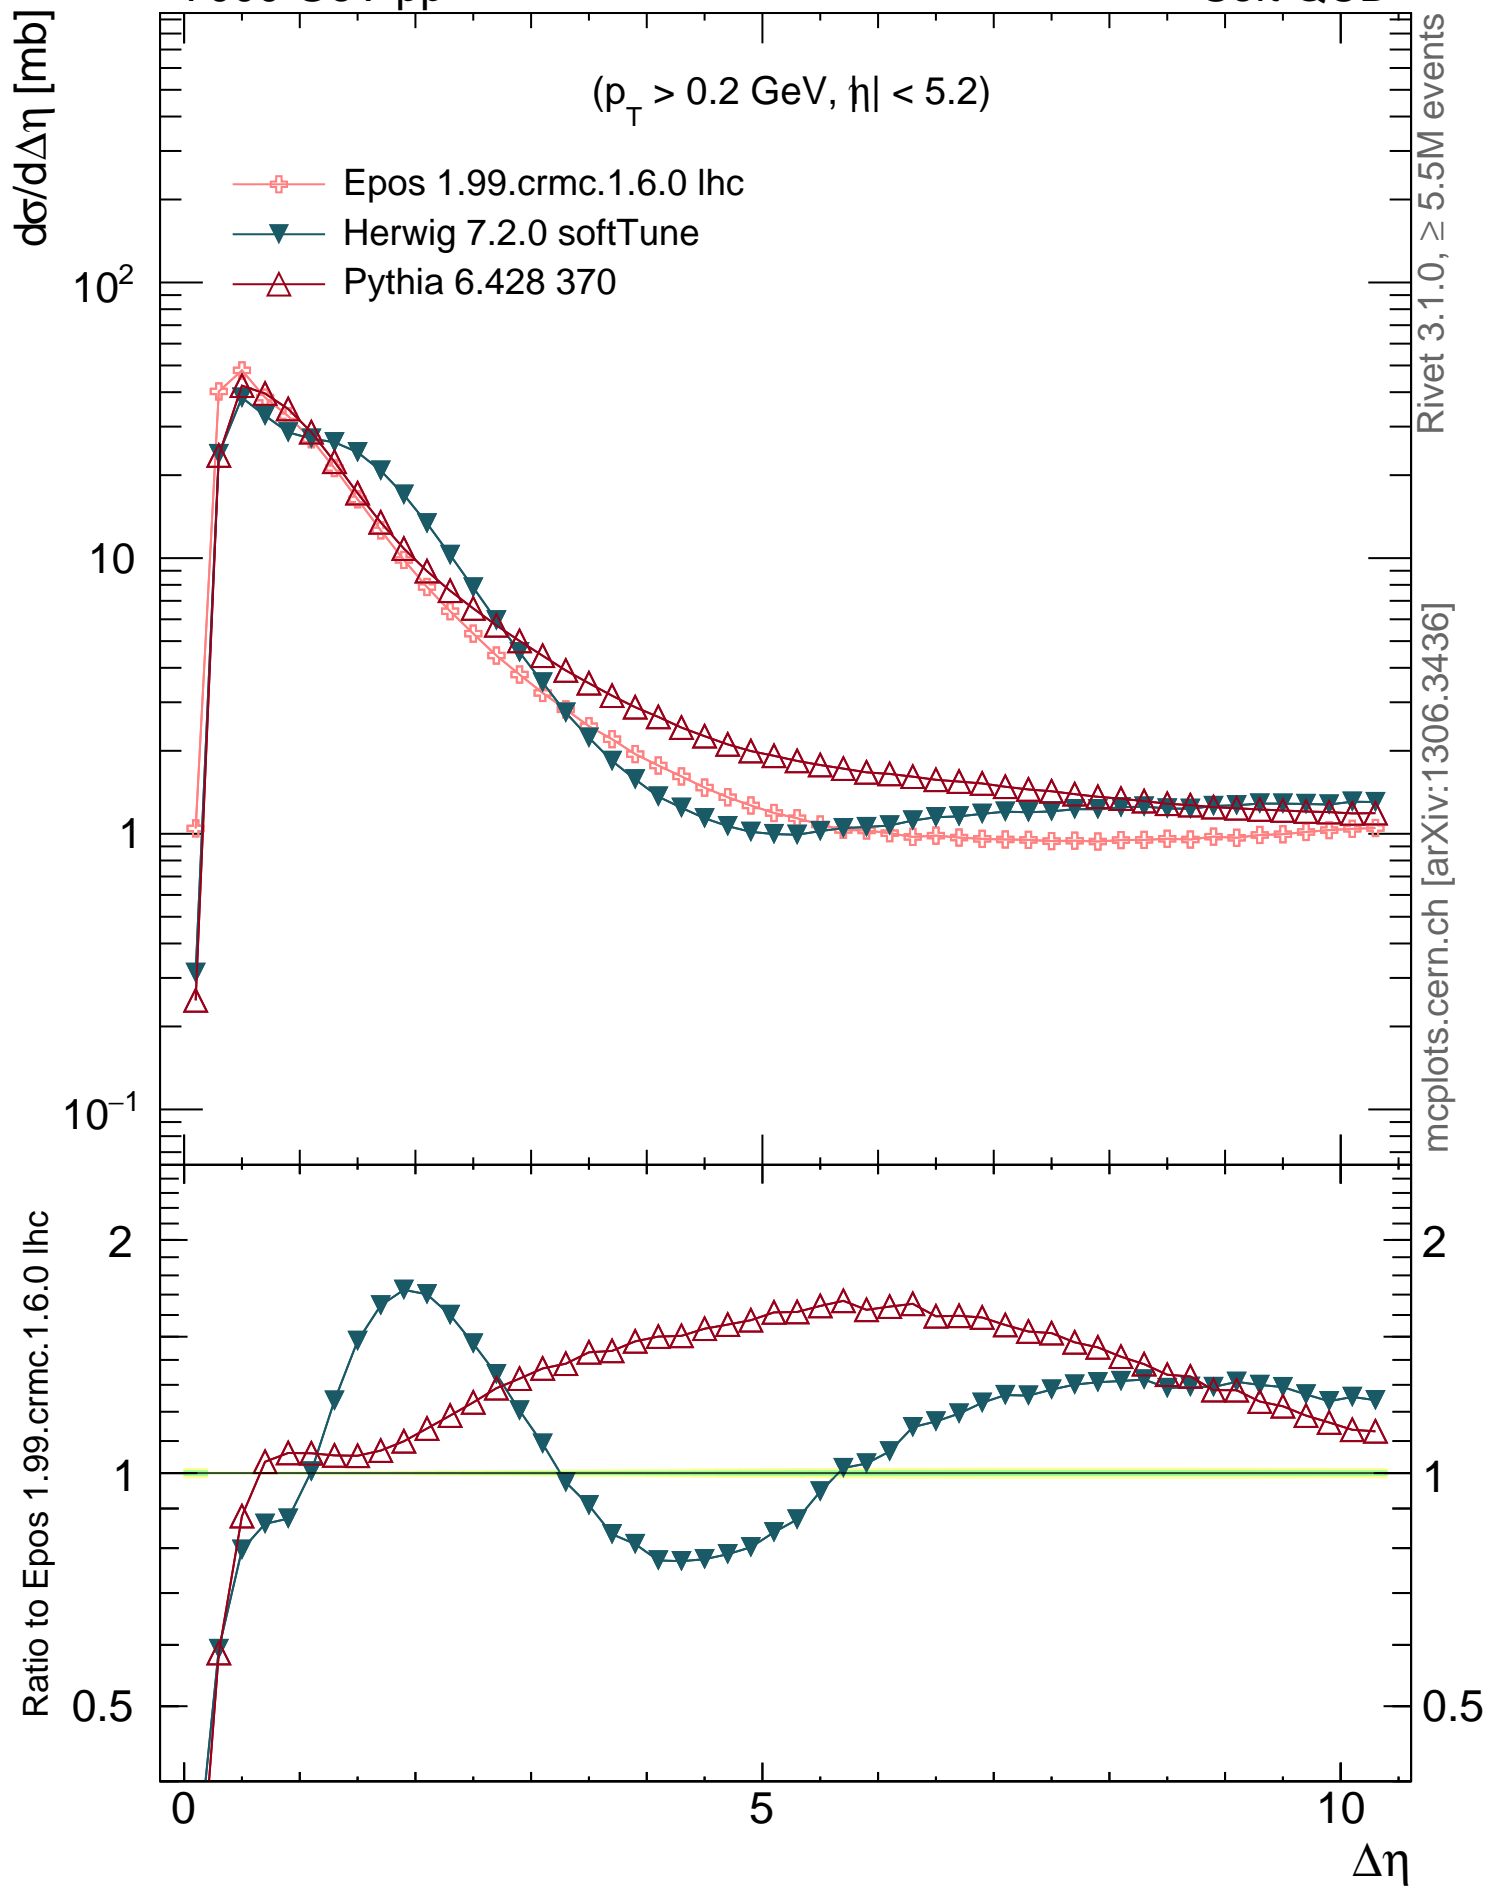 dσ/dΔη [mb]
(p_T > 0.2 GeV, |η| < 5.2)
Epos 1.99.crmc.1.6.0 lhc
Herwig 7.2.0 softTune
Pythia 6.428 370
10²
10
1
10⁻¹
Rivet 3.1.0, ≥ 5.5M events
mcplots.cern.ch [arXiv:1306.3436]
Ratio to Epos 1.99.crmc.1.6.0 lhc
2
1
0.5
2
1
0.5
0 5 10
Δη